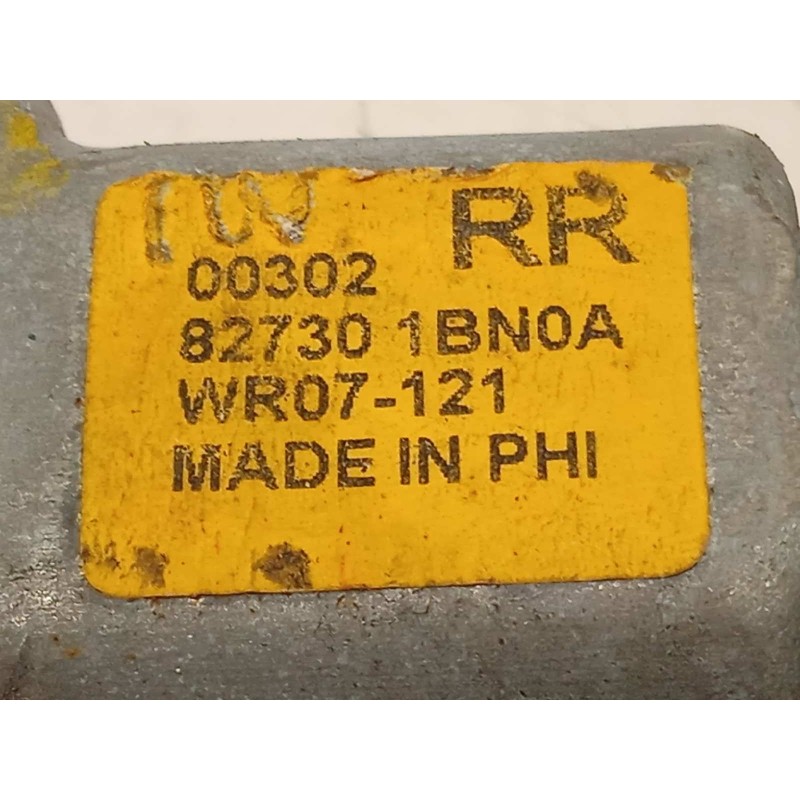 RR
00302
82730 1BN0A
WR07-121
MADE IN PHI